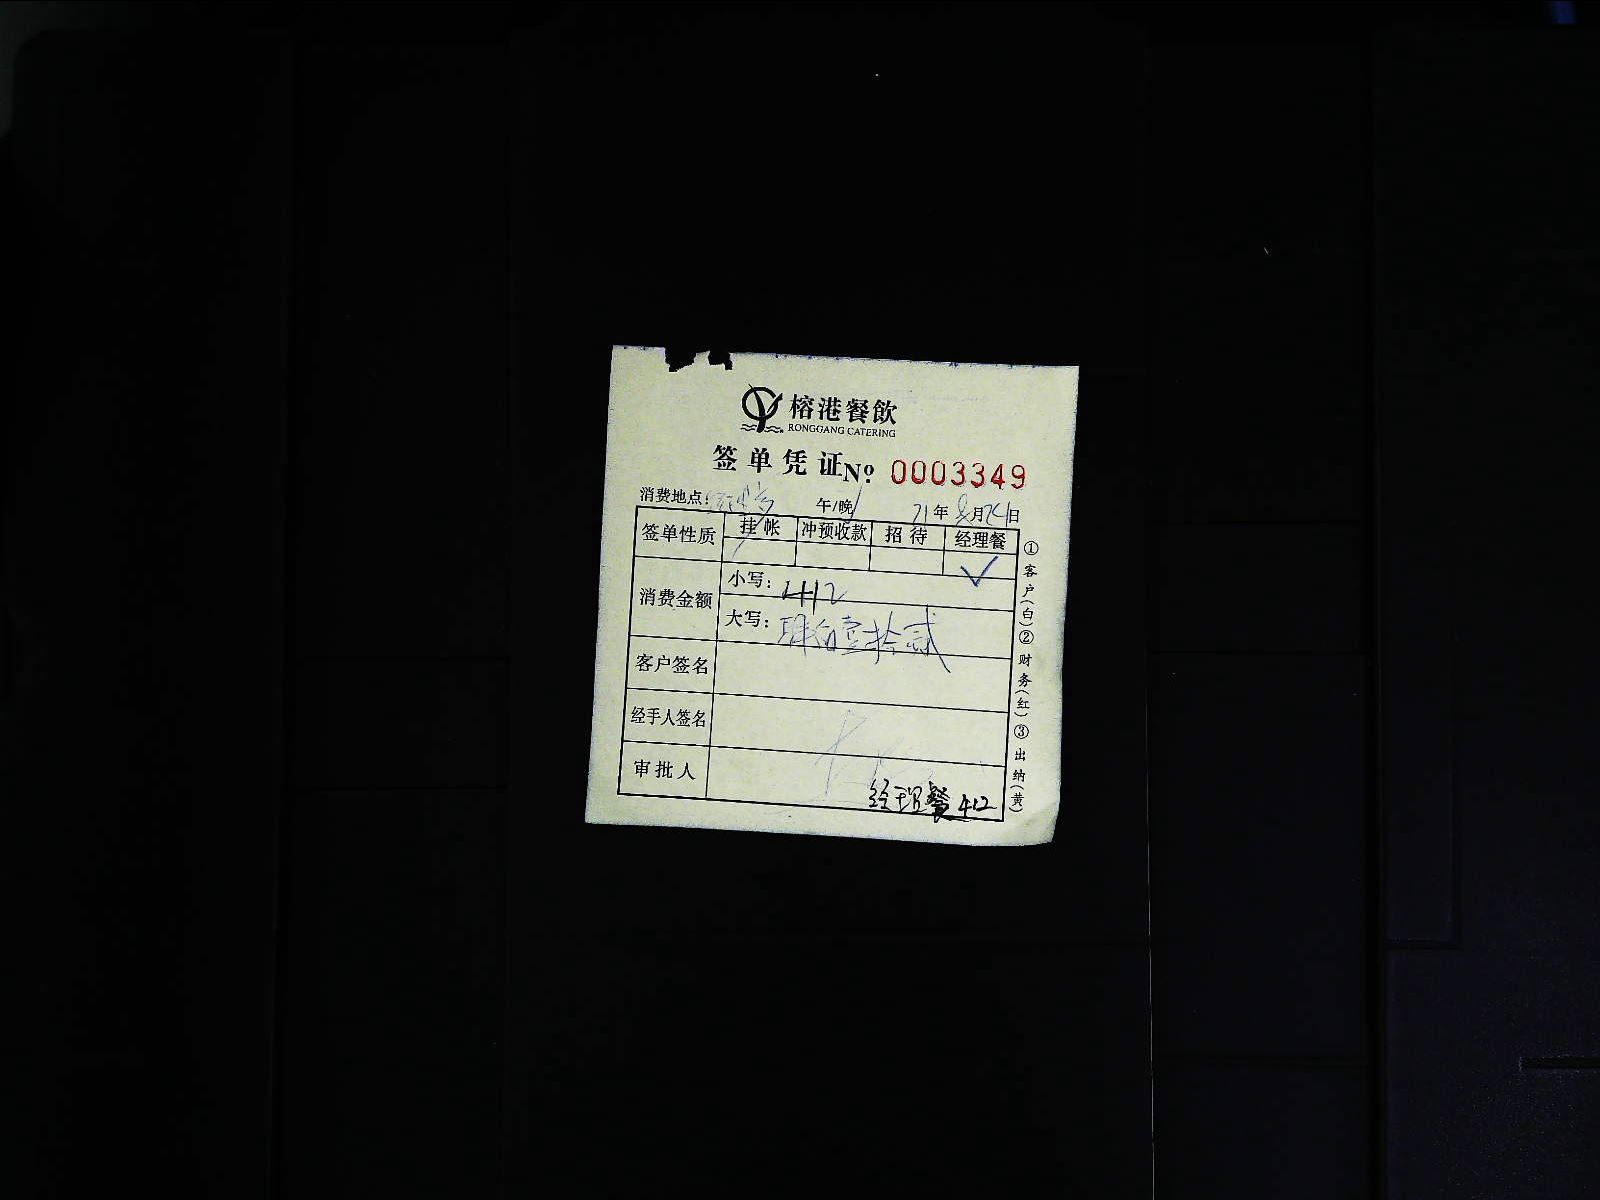 榕港餐飲
RONGGANG CATERING
签单凭证 Nº: 0003349
消费地点: 午/晚 21年8月24日
签单性质 挂帐 冲预收款 招待 经理餐
✓
消费金额 小写: 412
大写: 肆佰壹拾贰
客户签名
经手人签名
审批人
经理餐 412
①客户(白)②财务(红)③出纳(黄)